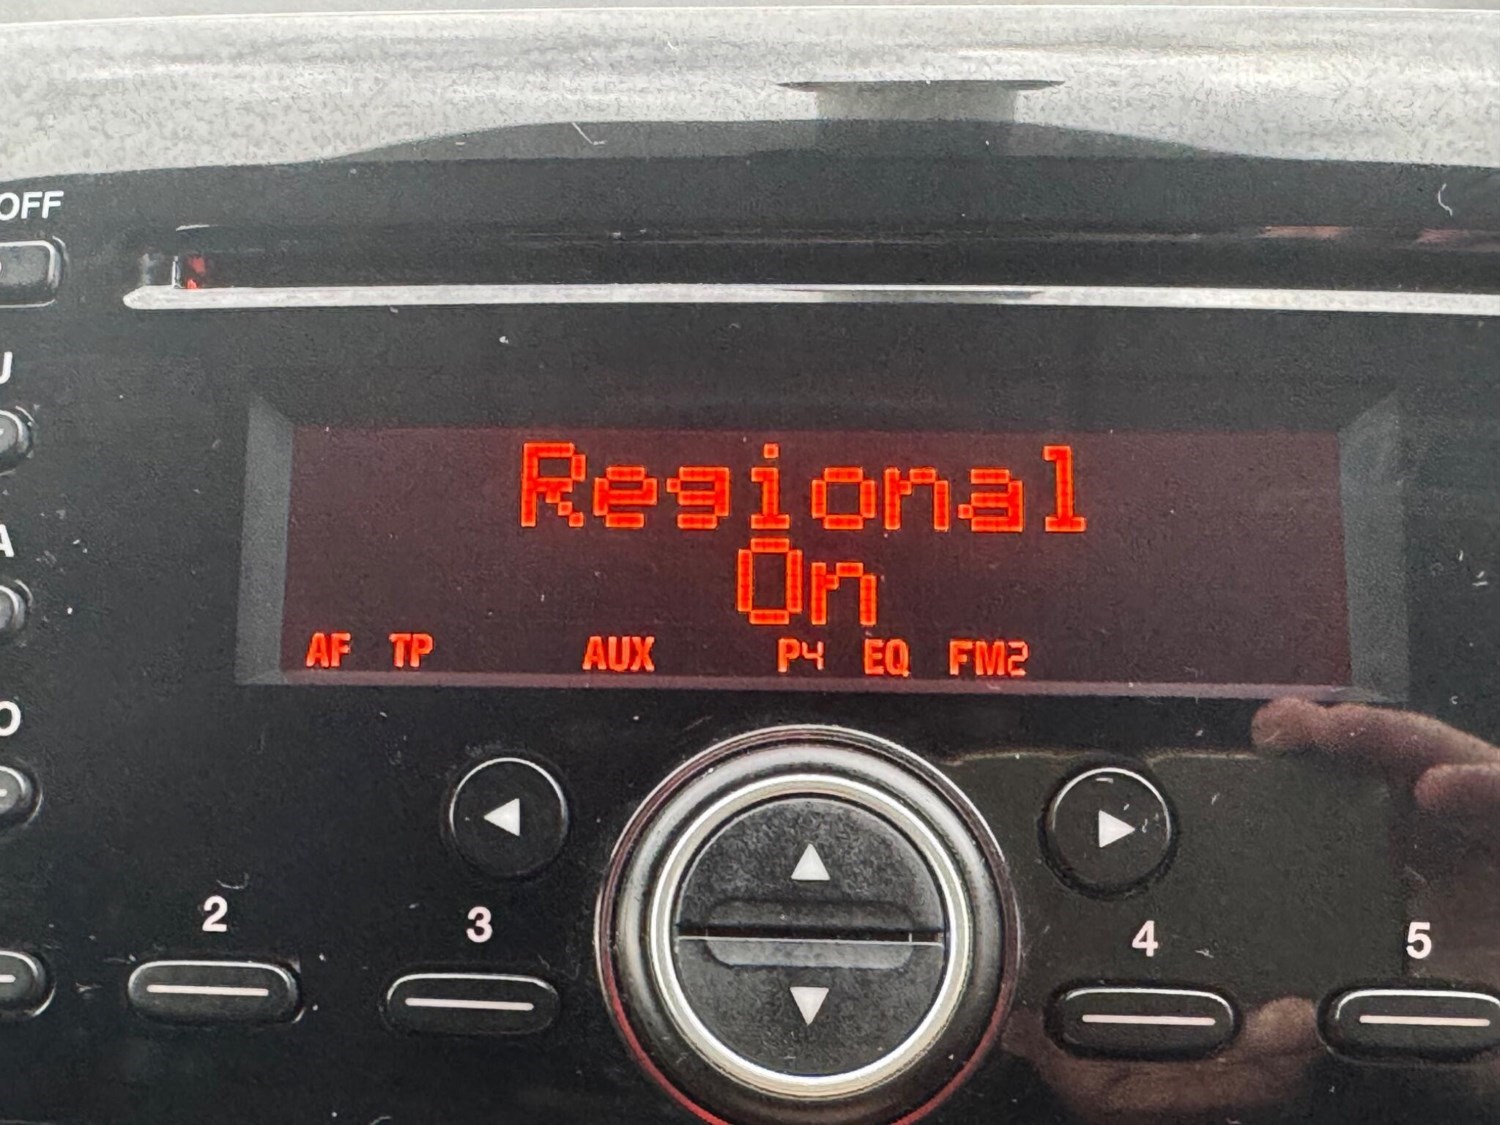 OFF
Regional
On
AF TP AUX P4 EQ FM2
2 3 4 5